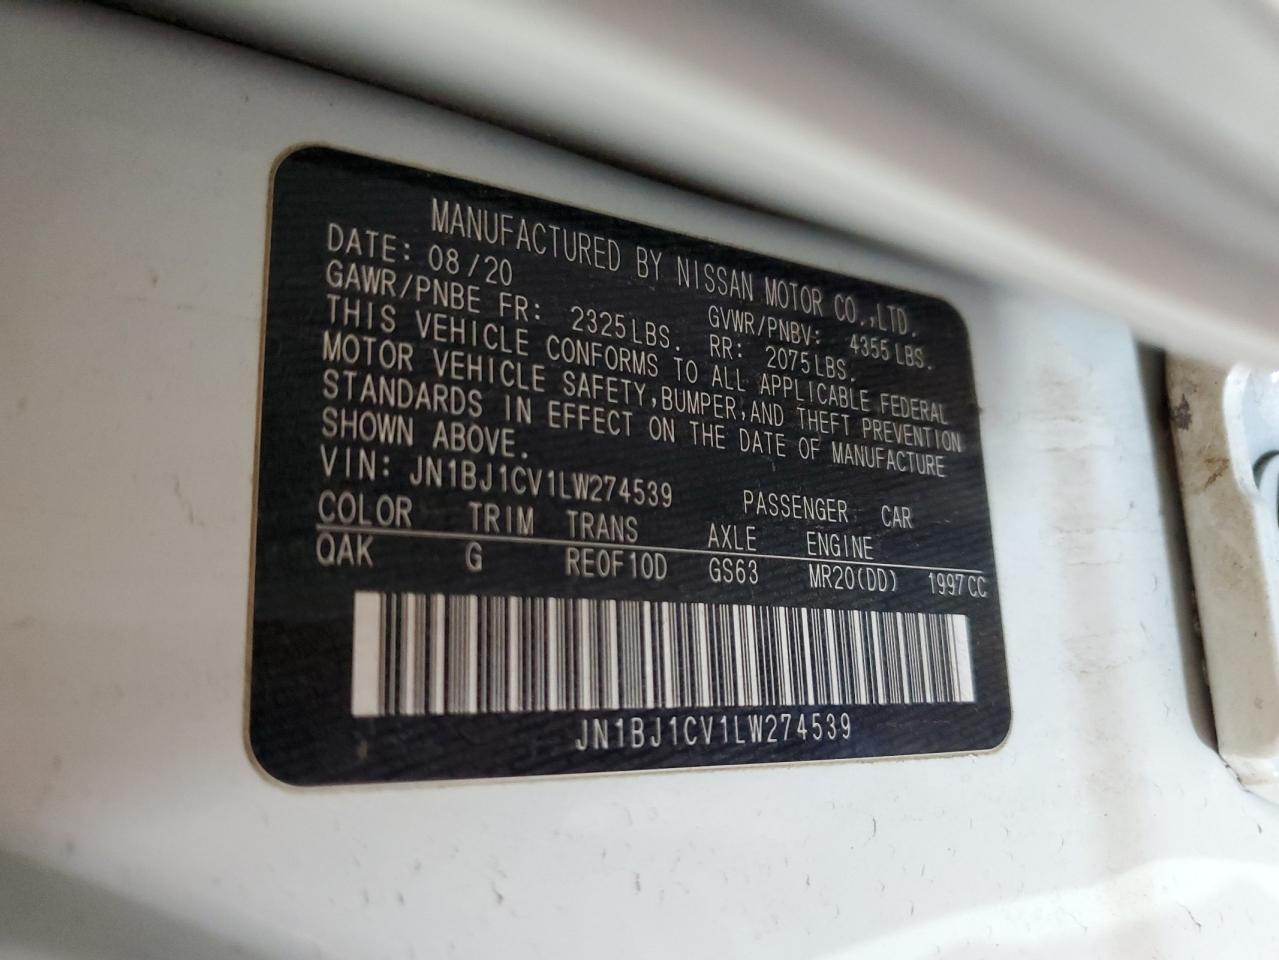 MANUFACTURED BY NISSAN MOTOR CO.,LTD.
DATE: 08/20 GVWR/PNBV: 4355LBS.
GAWR/PNBE FR: 2325LBS. RR: 2075LBS.
THIS VEHICLE CONFORMS TO ALL APPLICABLE FEDERAL
MOTOR VEHICLE SAFETY,BUMPER,AND THEFT PREVENTION
STANDARDS IN EFFECT ON THE DATE OF MANUFACTURE
SHOWN ABOVE.
VIN: JN1BJ1CV1LW274539 PASSENGER CAR
COLOR TRIM TRANS AXLE ENGINE
QAK G RE0F10D GS63 MR20(DD) 1997CC
JN1BJ1CV1LW274539